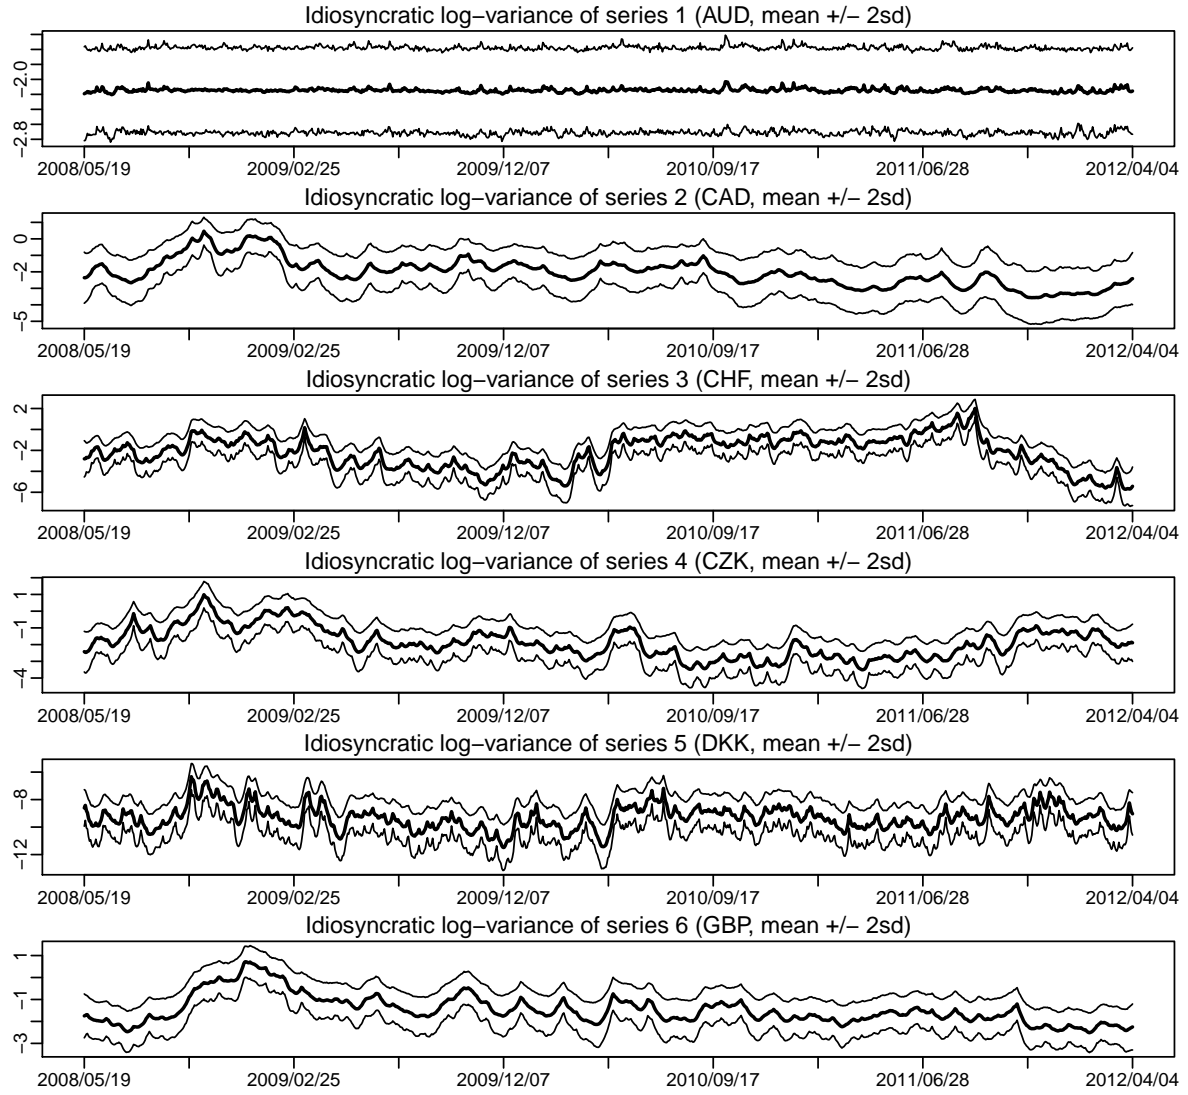 Idiosyncratic log−variance of series 1 (AUD, mean +/− 2sd)
−2.0
−2.8
2008/05/19 2009/02/25 2009/12/07 2010/09/17 2011/06/28 2012/04/04
Idiosyncratic log−variance of series 2 (CAD, mean +/− 2sd)
0
−2
−5
2008/05/19 2009/02/25 2009/12/07 2010/09/17 2011/06/28 2012/04/04
Idiosyncratic log−variance of series 3 (CHF, mean +/− 2sd)
2
−2
−6
2008/05/19 2009/02/25 2009/12/07 2010/09/17 2011/06/28 2012/04/04
Idiosyncratic log−variance of series 4 (CZK, mean +/− 2sd)
1
−1
−4
2008/05/19 2009/02/25 2009/12/07 2010/09/17 2011/06/28 2012/04/04
Idiosyncratic log−variance of series 5 (DKK, mean +/− 2sd)
−8
−12
2008/05/19 2009/02/25 2009/12/07 2010/09/17 2011/06/28 2012/04/04
Idiosyncratic log−variance of series 6 (GBP, mean +/− 2sd)
1
−1
−3
2008/05/19 2009/02/25 2009/12/07 2010/09/17 2011/06/28 2012/04/04